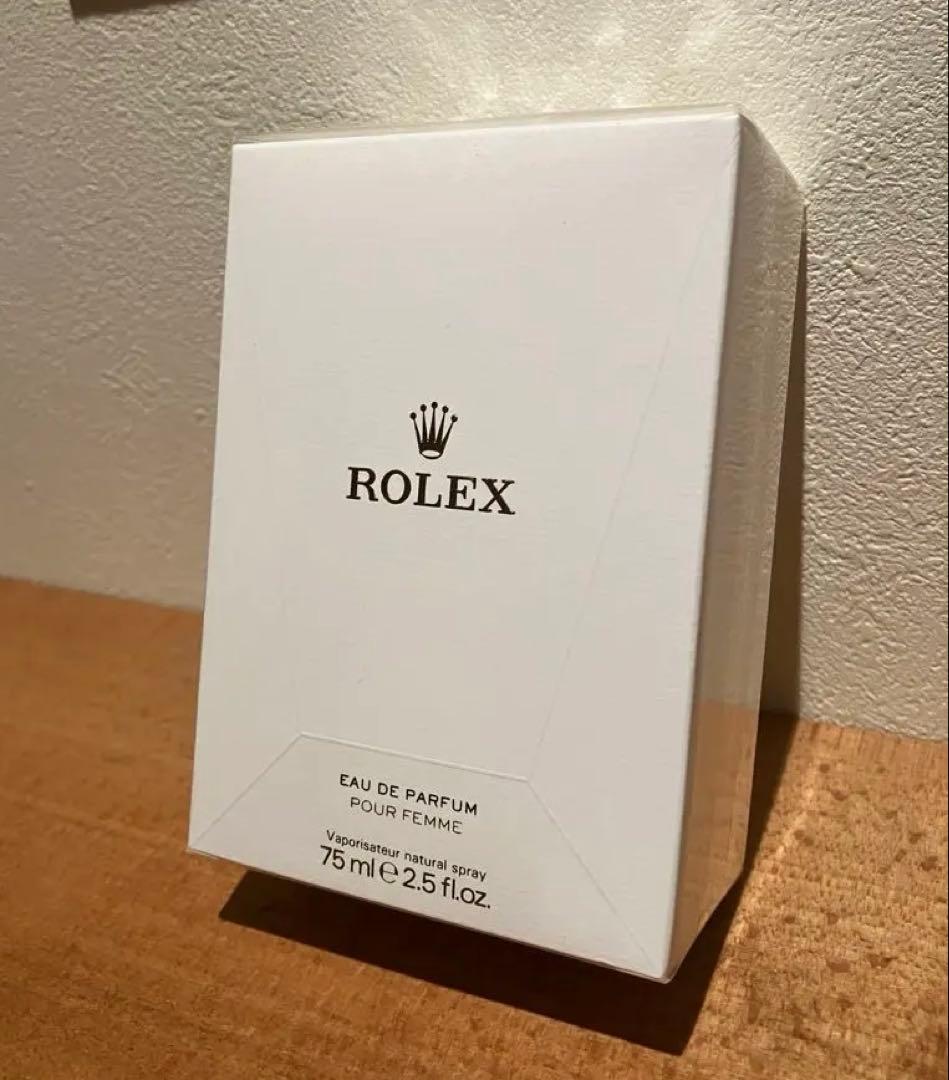 ROLEX
EAU DE PARFUM
POUR FEMME
Vaporisateur natural spray
75 ml ℮ 2.5 fl.oz.